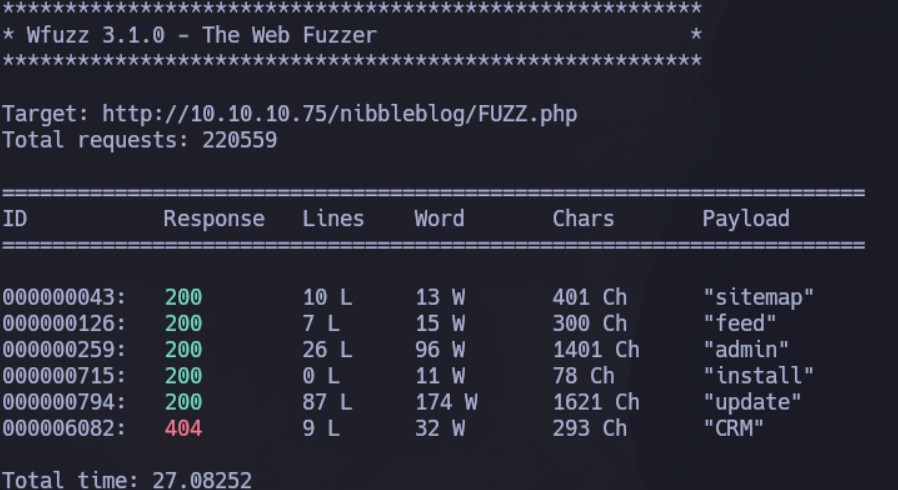 ********************************************************
* Wfuzz 3.1.0 - The Web Fuzzer                         *
********************************************************
Target: http://10.10.10.75/nibbleblog/FUZZ.php
Total requests: 220559
=====================================================================
ID           Response   Lines    Word       Chars       Payload
=====================================================================
000000043:   200        10 L     13 W       401 Ch      "sitemap"
000000126:   200        7 L      15 W       300 Ch      "feed"
000000259:   200        26 L     96 W       1401 Ch     "admin"
000000715:   200        0 L      11 W       78 Ch       "install"
000000794:   200        87 L     174 W      1621 Ch     "update"
000006082:   404        9 L      32 W       293 Ch      "CRM"
Total time: 27.08252